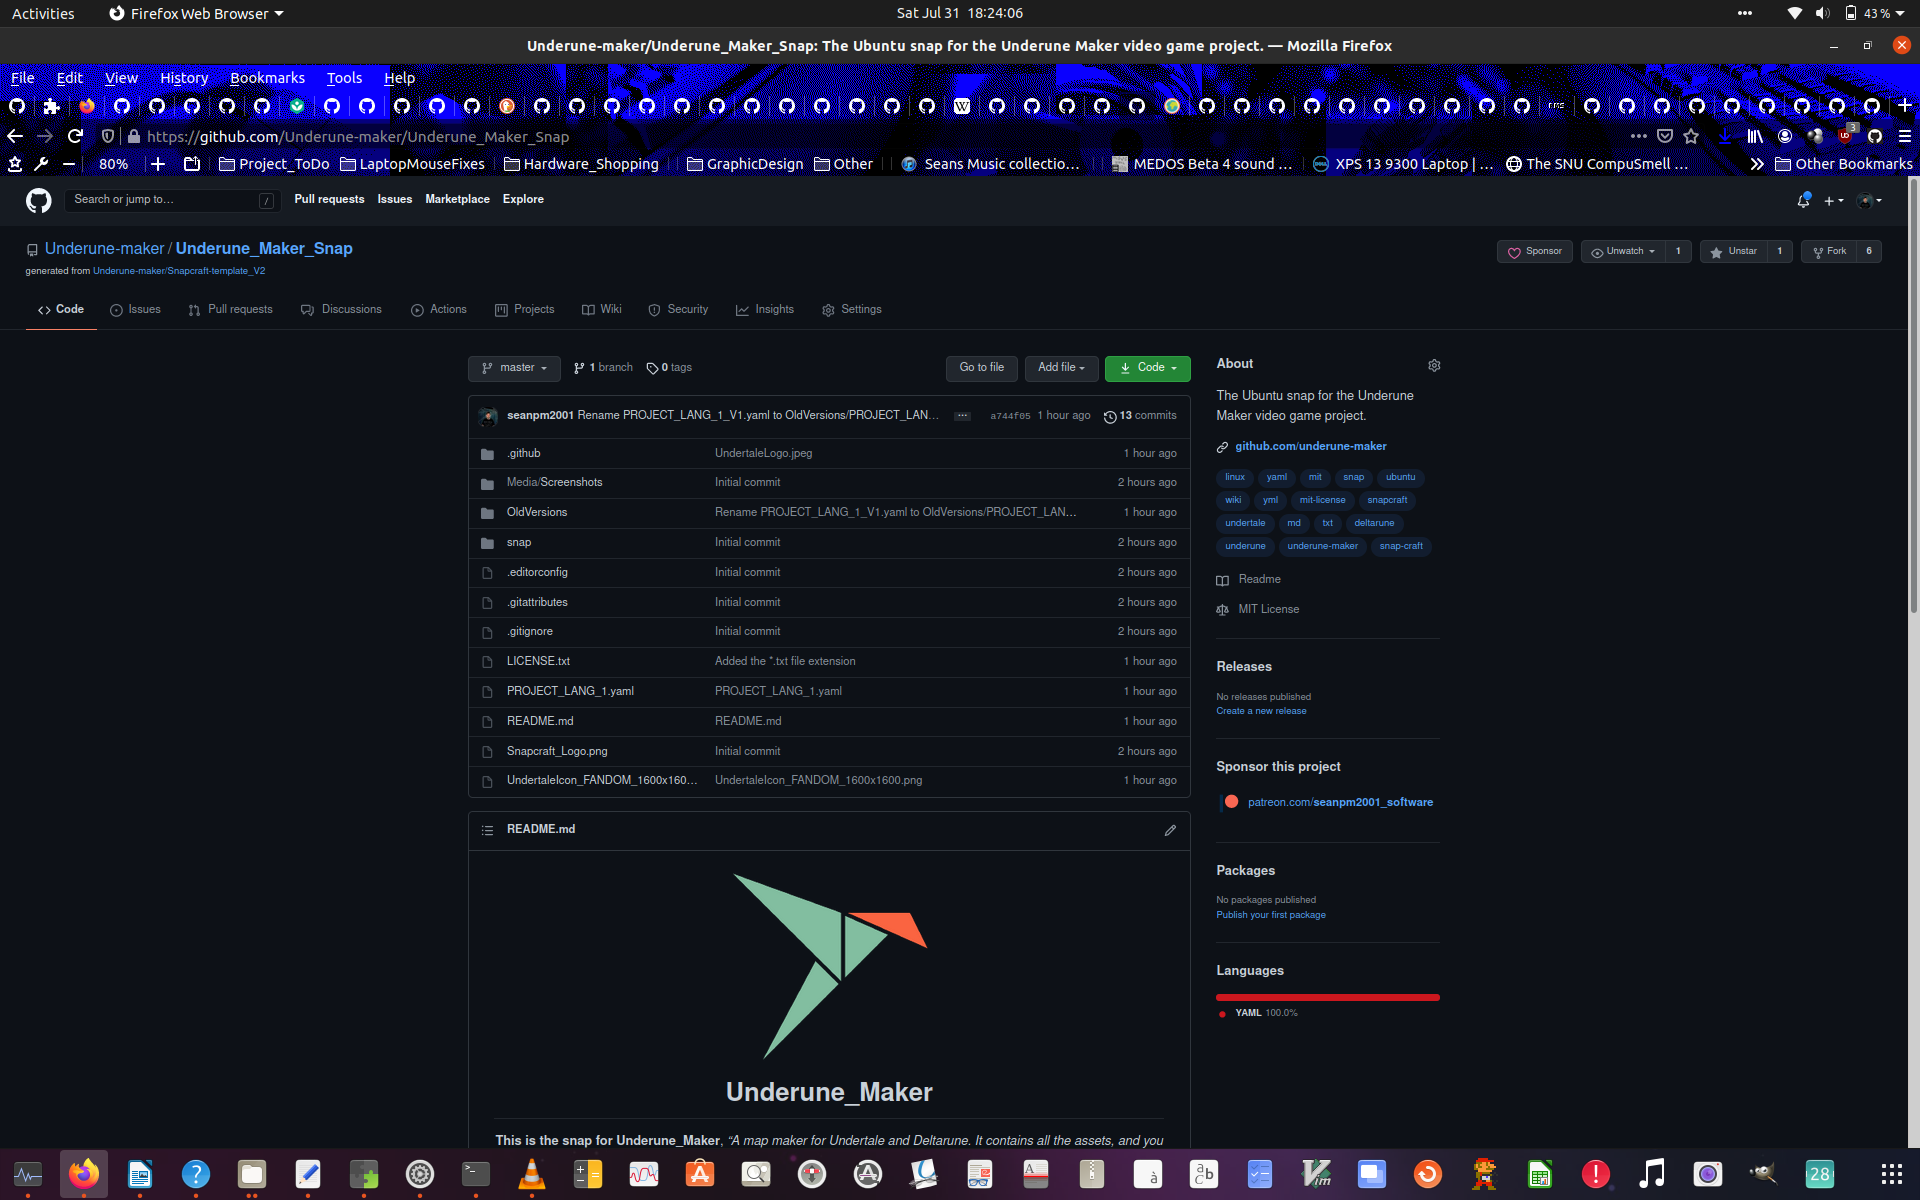 Activities Firefox Web Browser Sat Jul 31 18:24:06 43 %
Underune-maker/Underune_Maker_Snap: The Ubuntu snap for the Underune Maker video game project. — Mozilla Firefox
File Edit View History Bookmarks Tools Help
https://github.com/Underune-maker/Underune_Maker_Snap 3
80% Project_ToDo LaptopMouseFixes Hardware_Shopping GraphicDesign Other Seans Music collectio… MEDOS Beta 4 sound … XPS 13 9300 Laptop | … The SNU CompuSmell … Other Bookmarks
Search or jump to… / Pull requests Issues Marketplace Explore
Underune-maker / Underune_Maker_Snap Sponsor Unwatch 1 Unstar 1 Fork 6
generated from Underune-maker/Snapcraft-template_V2
Code Issues Pull requests Discussions Actions Projects Wiki Security Insights Settings
master 1 branch 0 tags Go to file Add file Code
seanpm2001 Rename PROJECT_LANG_1_V1.yaml to OldVersions/PROJECT_LAN… a744f05 1 hour ago 13 commits
.github UndertaleLogo.jpeg 1 hour ago
Media/Screenshots Initial commit 2 hours ago
OldVersions Rename PROJECT_LANG_1_V1.yaml to OldVersions/PROJECT_LAN… 1 hour ago
snap Initial commit 2 hours ago
.editorconfig Initial commit 2 hours ago
.gitattributes Initial commit 2 hours ago
.gitignore Initial commit 2 hours ago
LICENSE.txt Added the *.txt file extension 1 hour ago
PROJECT_LANG_1.yaml PROJECT_LANG_1.yaml 1 hour ago
README.md README.md 1 hour ago
Snapcraft_Logo.png Initial commit 2 hours ago
UndertaleIcon_FANDOM_1600x160… UndertaleIcon_FANDOM_1600x1600.png 1 hour ago
README.md
Underune_Maker
This is the snap for Underune_Maker, “A map maker for Undertale and Deltarune. It contains all the assets, and you
About
The Ubuntu snap for the Underune
Maker video game project.
github.com/underune-maker
linux yaml mit snap ubuntu
wiki yml mit-license snapcraft
undertale md txt deltarune
underune underune-maker snap-craft
Readme
MIT License
Releases
No releases published
Create a new release
Sponsor this project
patreon.com/seanpm2001_software
Packages
No packages published
Publish your first package
Languages
YAML 100.0%
28